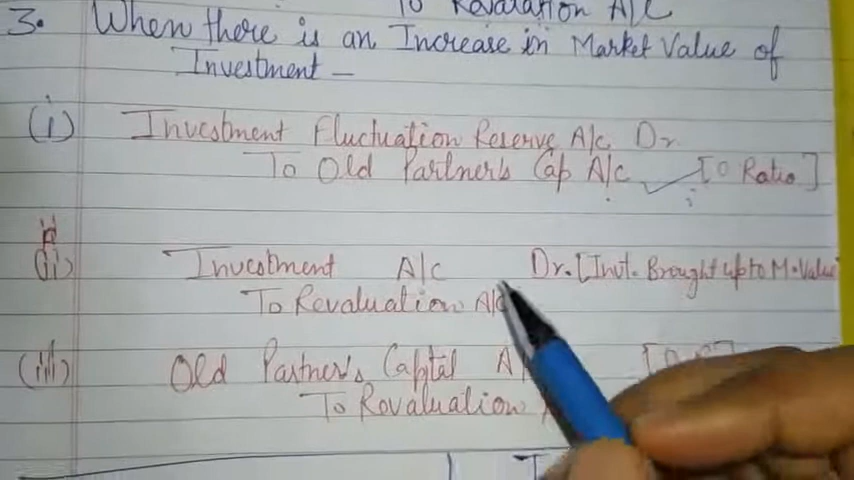 To Revaluation A/C
3. When there is an Increase in Market Value of
Investment –
(i) Investment Fluctuation Reserve A/c Dr
To Old Partner's Cap A/c [O Ratio]
(ii) Investment A/c Dr. [Invt. Brought up to M.Value
To Revaluation A/c
(iii) Old Partner's Capital A/
To Revaluation